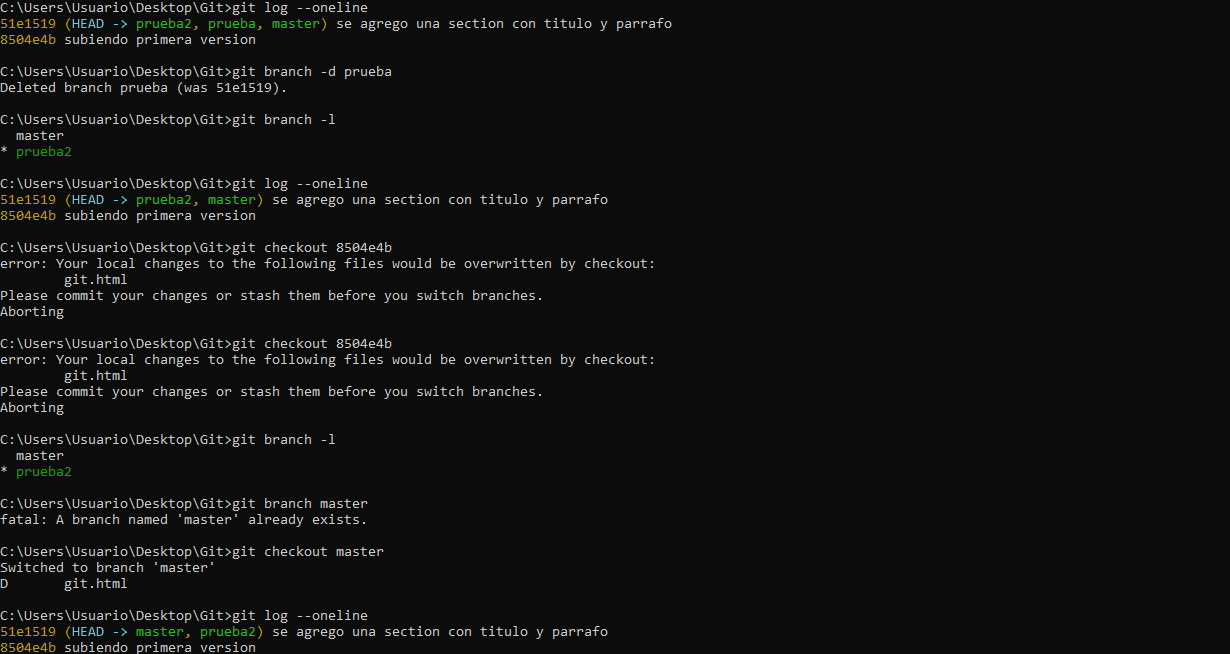 C:\Users\Usuario\Desktop\Git>git log --oneline
51e1519 (HEAD -> prueba2, prueba, master) se agrego una section con titulo y parrafo
8504e4b subiendo primera version
C:\Users\Usuario\Desktop\Git>git branch -d prueba
Deleted branch prueba (was 51e1519).
C:\Users\Usuario\Desktop\Git>git branch -l
  master
* prueba2
C:\Users\Usuario\Desktop\Git>git log --oneline
51e1519 (HEAD -> prueba2, master) se agrego una section con titulo y parrafo
8504e4b subiendo primera version
C:\Users\Usuario\Desktop\Git>git checkout 8504e4b
error: Your local changes to the following files would be overwritten by checkout:
        git.html
Please commit your changes or stash them before you switch branches.
Aborting
C:\Users\Usuario\Desktop\Git>git checkout 8504e4b
error: Your local changes to the following files would be overwritten by checkout:
        git.html
Please commit your changes or stash them before you switch branches.
Aborting
C:\Users\Usuario\Desktop\Git>git branch -l
  master
* prueba2
C:\Users\Usuario\Desktop\Git>git branch master
fatal: A branch named 'master' already exists.
C:\Users\Usuario\Desktop\Git>git checkout master
Switched to branch 'master'
D       git.html
C:\Users\Usuario\Desktop\Git>git log --oneline
51e1519 (HEAD -> master, prueba2) se agrego una section con titulo y parrafo
8504e4b subiendo primera version